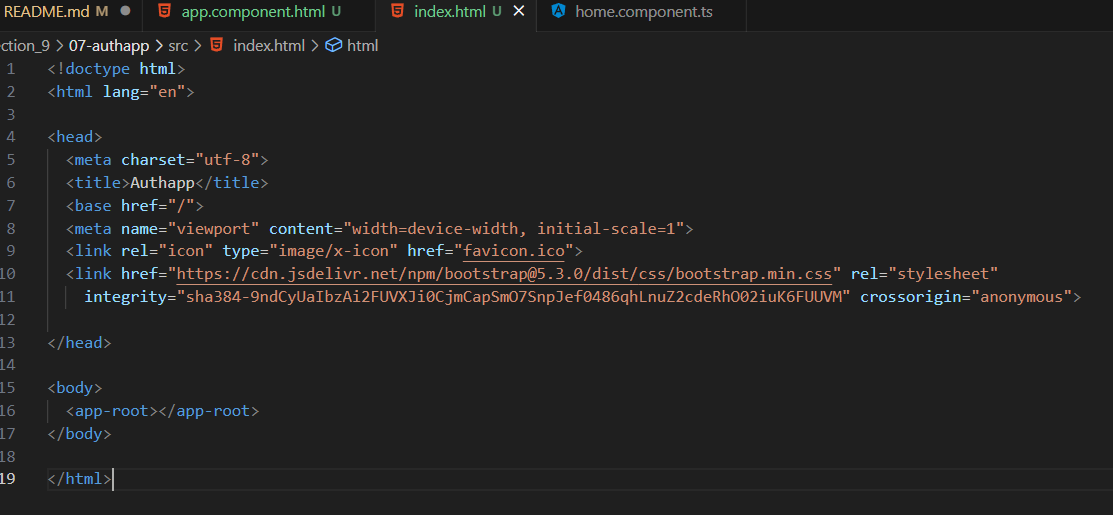 README.md M
app.component.html U
index.html U
home.component.ts
ction_9 > 07-authapp > src > index.html > html
1 <!doctype html>
2 <html lang="en">
3
4 <head>
5 <meta charset="utf-8">
6 <title>Authapp</title>
7 <base href="/">
8 <meta name="viewport" content="width=device-width, initial-scale=1">
9 <link rel="icon" type="image/x-icon" href="favicon.ico">
10 <link href="https://cdn.jsdelivr.net/npm/bootstrap@5.3.0/dist/css/bootstrap.min.css" rel="stylesheet"
11 integrity="sha384-9ndCyUaIbzAi2FUVXJi0CjmCapSmO7SnpJef0486qhLnuZ2cdeRhO02iuK6FUUVM" crossorigin="anonymous">
12
13 </head>
14
15 <body>
16 <app-root></app-root>
17 </body>
18
19 </html>